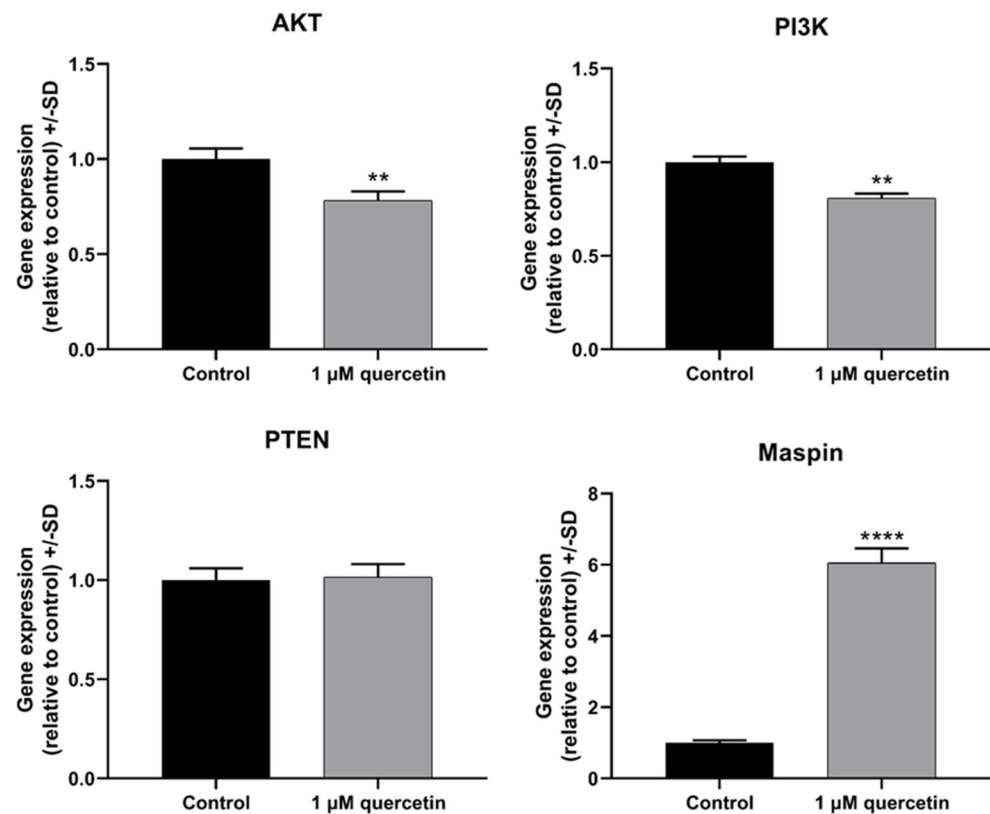 AKT
Gene expression
(relative to control) +/-SD
1.5
1.0
0.5
0.0
**
Control
1 µM quercetin
PI3K
Gene expression
(relative to control) +/-SD
1.5
1.0
0.5
0.0
**
Control
1 µM quercetin
PTEN
Gene expression
(relative to control) +/-SD
1.5
1.0
0.5
0.0
Control
1 µM quercetin
Maspin
Gene expression
(relative to control) +/-SD
8
6
4
2
0
****
Control
1 µM quercetin